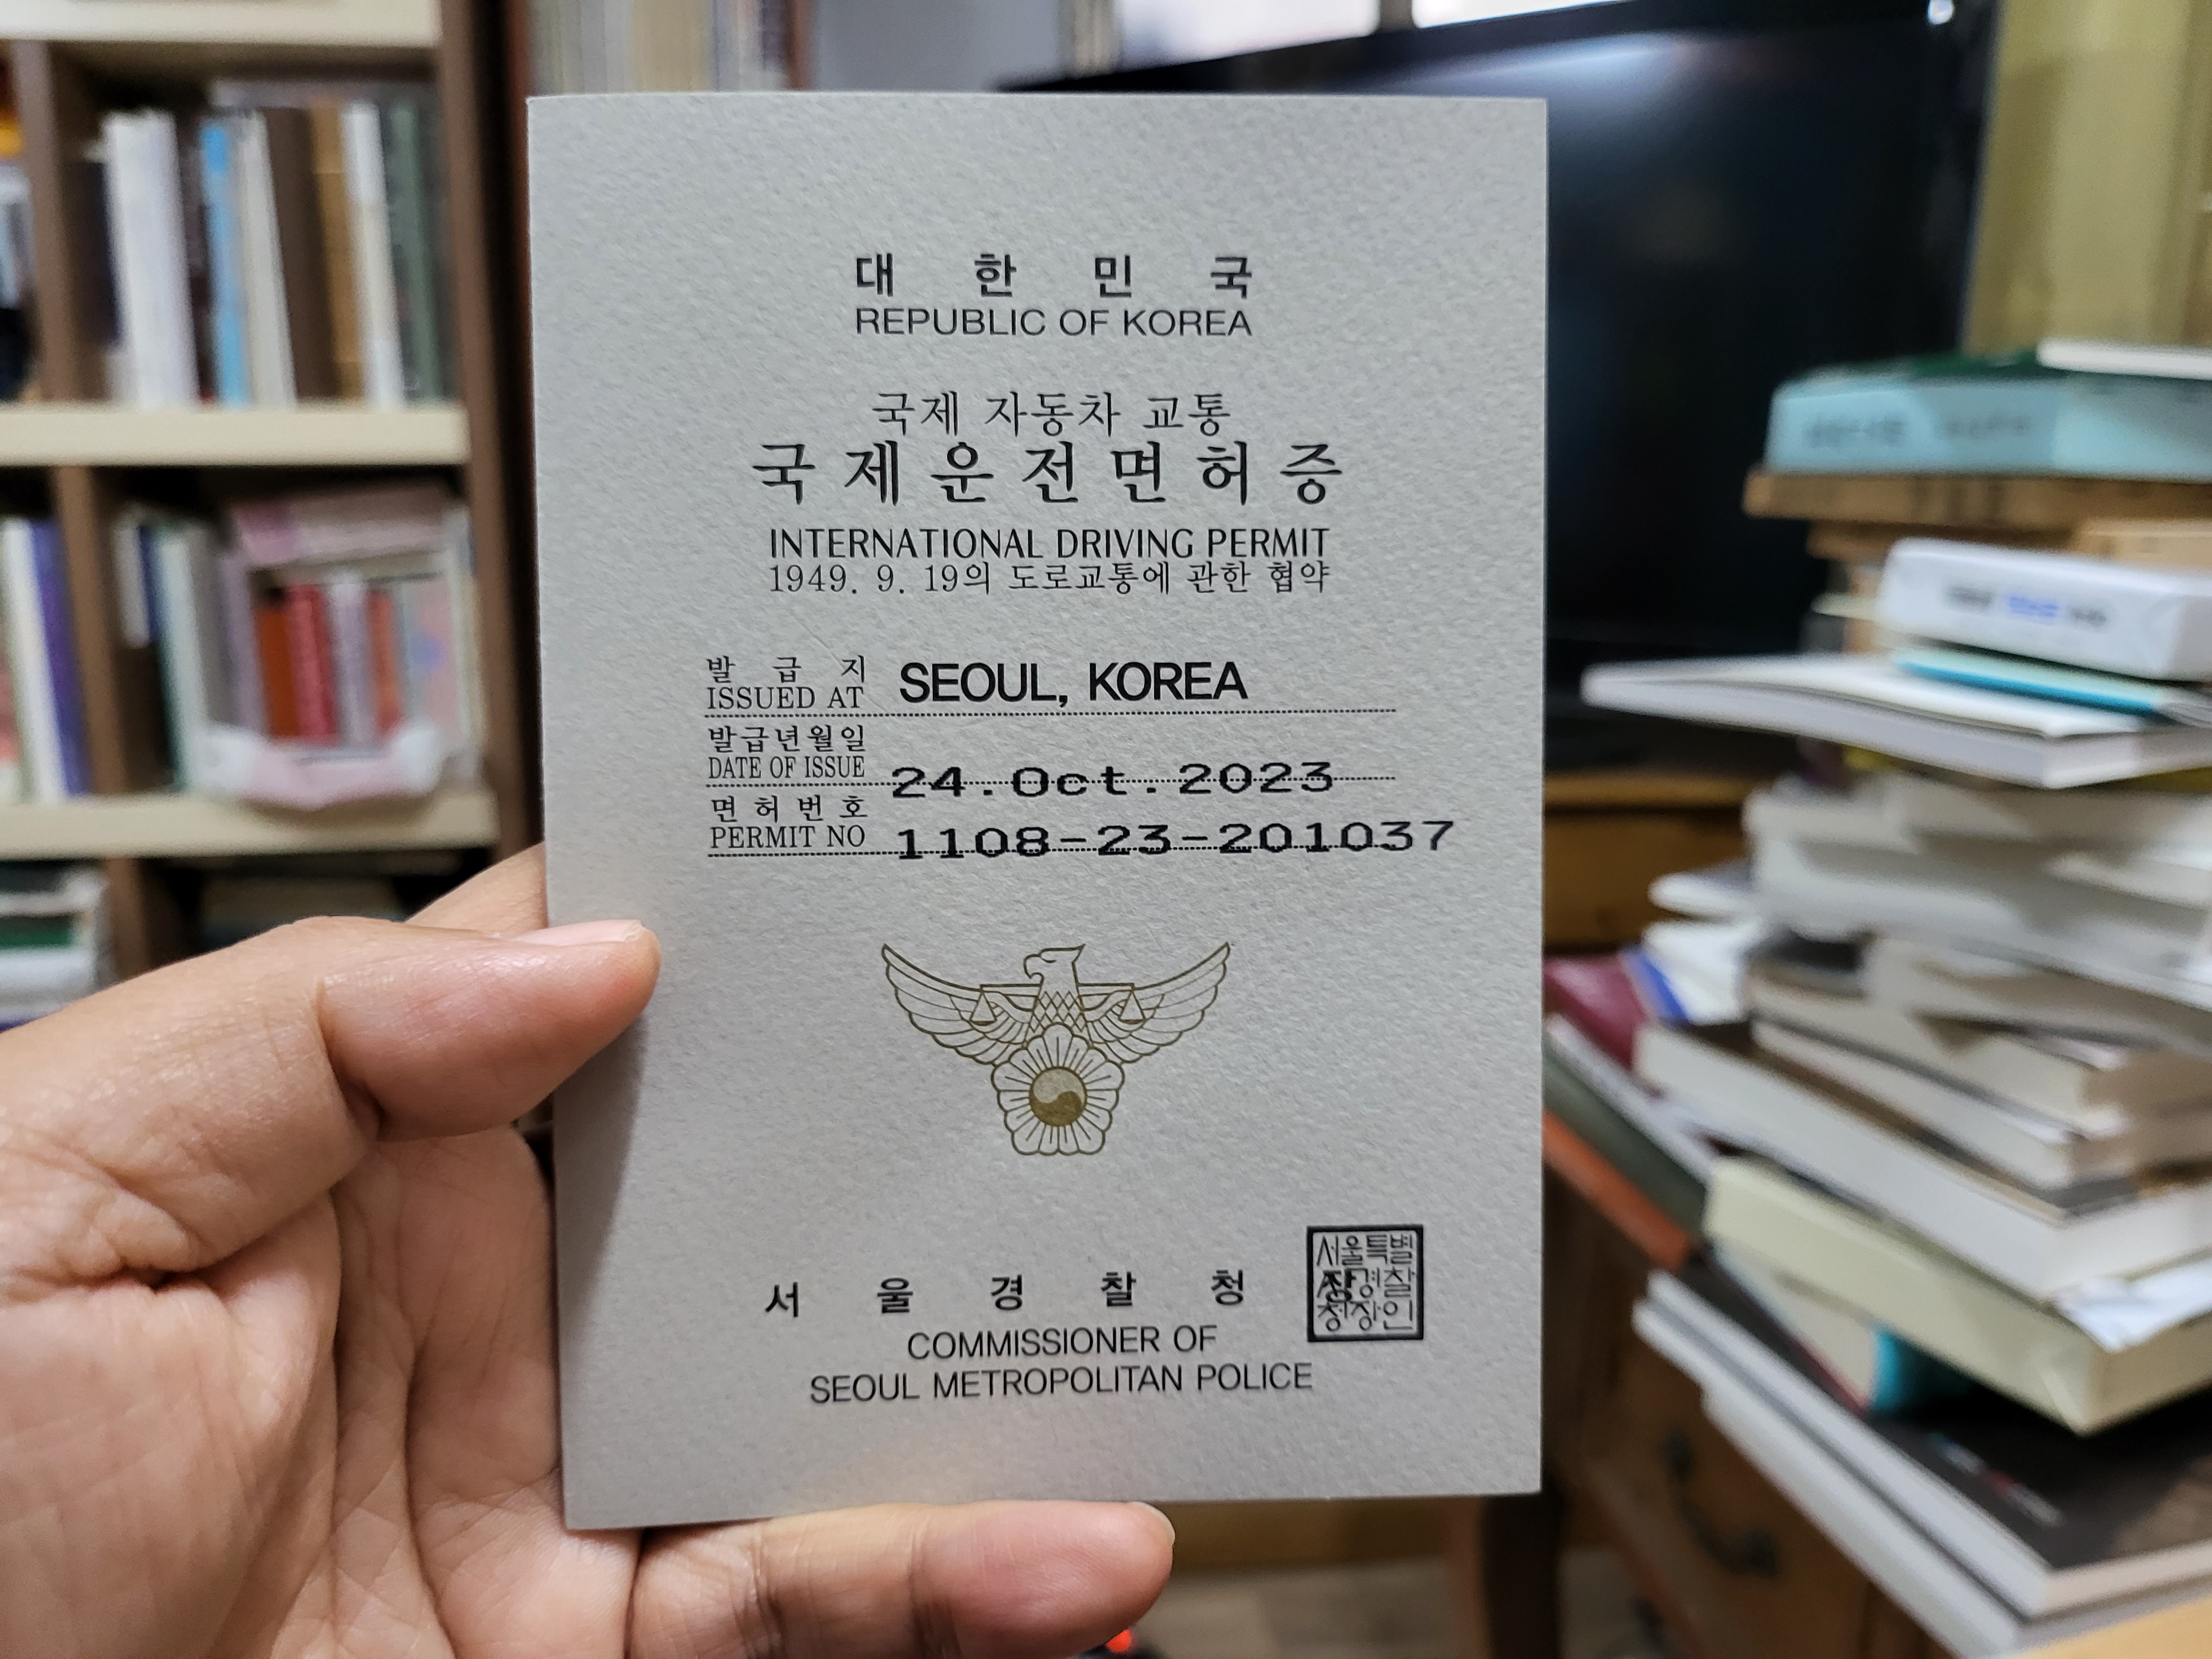 대 한 민 국
REPUBLIC OF KOREA
국제 자동차 교통
국제운전면허증
INTERNATIONAL DRIVING PERMIT
1949. 9. 19의 도로교통에 관한 협약
발 급 지
ISSUED AT SEOUL, KOREA
발급년월일
DATE OF ISSUE 24.Oct.2023
면 허 번 호
PERMIT NO 1108-23-201037
서 울 경 찰 청 장
COMMISSIONER OF
SEOUL METROPOLITAN POLICE
서울특별
시경찰
청장인